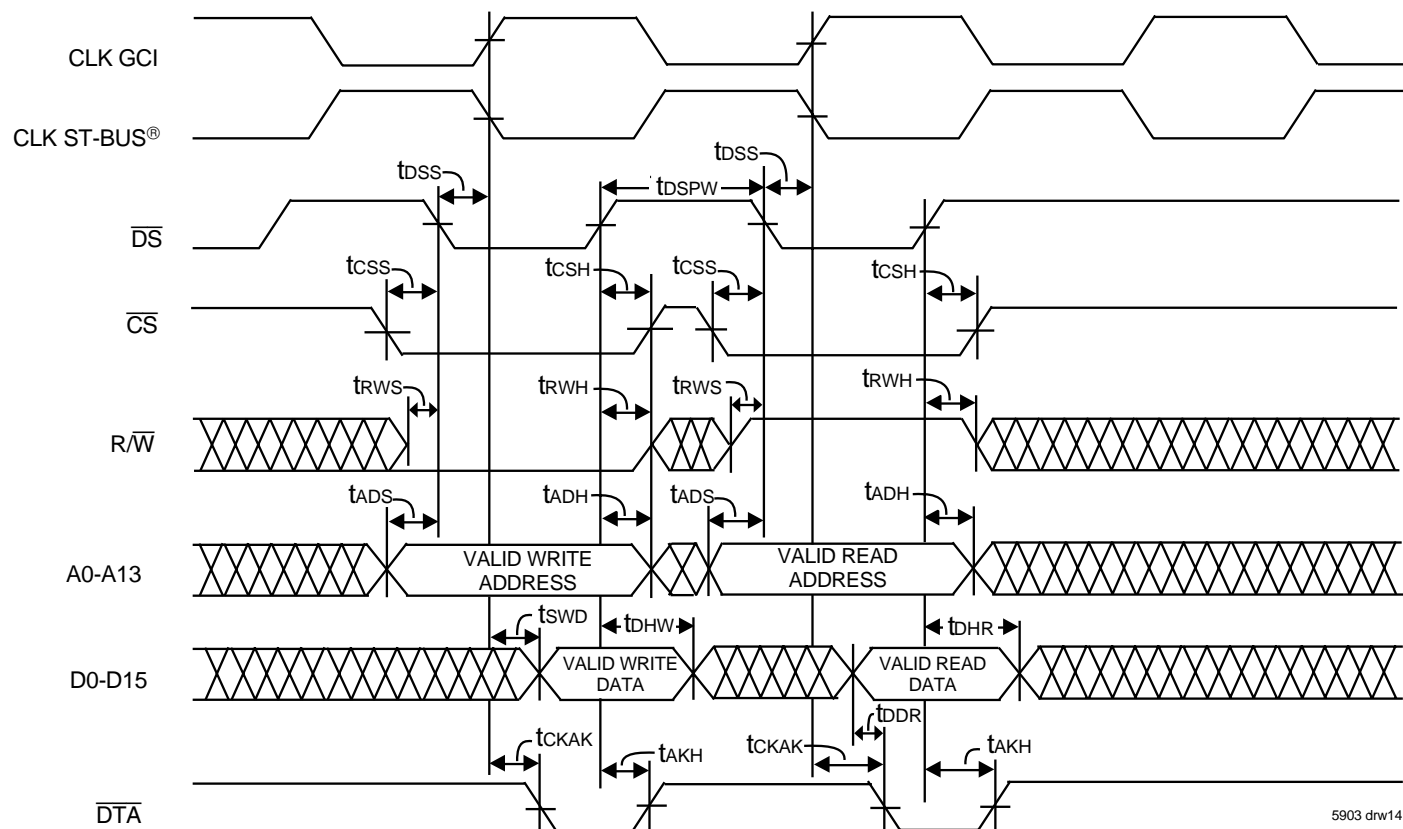 CLK GCI
CLK ST-BUS®
tDSS
tDSPW
tDSS
DS
tCSS
tCSH
tCSS
tCSH
CS
tRWS
tRWH
tRWS
tRWH
R/W
tADS
tADH
tADS
tADH
A0-A13
VALID WRITE
ADDRESS
VALID READ
ADDRESS
tSWD
tDHW
tDHR
D0-D15
VALID WRITE
DATA
VALID READ
DATA
tDDR
tCKAK
tAKH
tCKAK
tAKH
DTA
5903 drw14